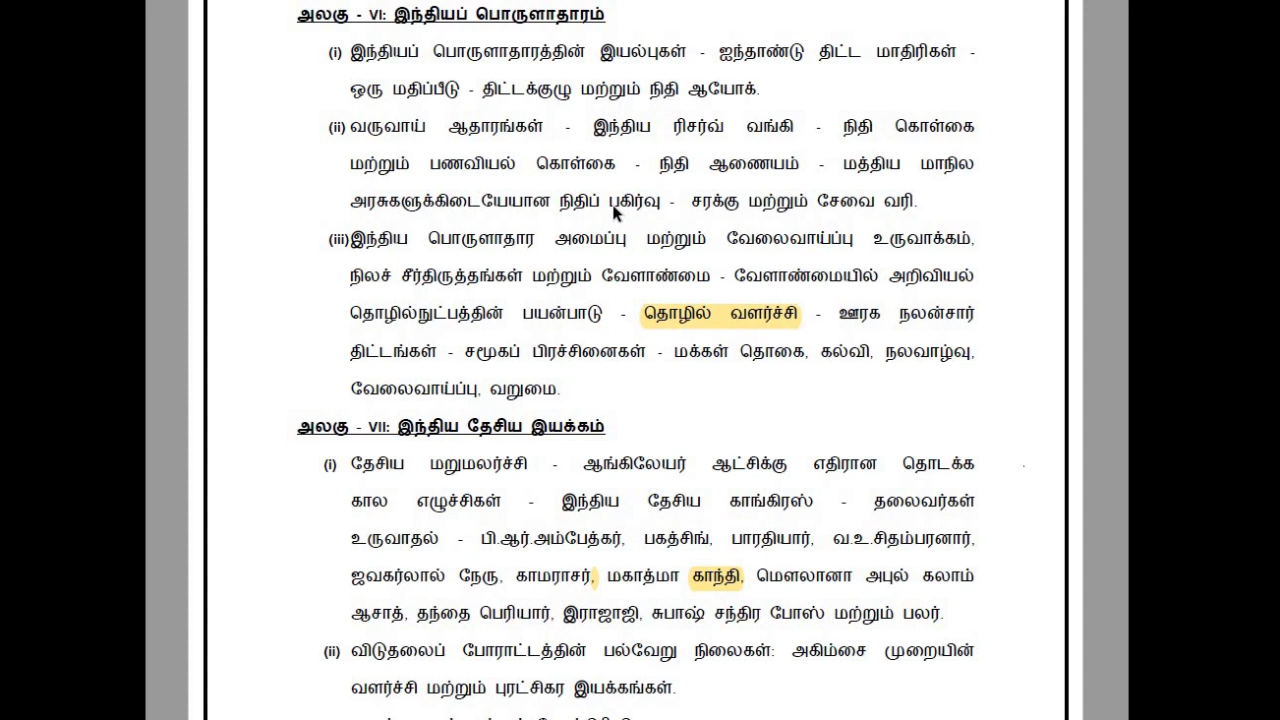 அலகு - VI: இந்தியப் பொருளாதாரம்
(i) இந்தியப் பொருளாதாரத்தின் இயல்புகள் - ஐந்தாண்டு திட்ட மாதிரிகள் -
ஒரு மதிப்பீடு - திட்டக்குழு மற்றும் நிதி ஆயோக்.
(ii) வருவாய் ஆதாரங்கள் - இந்திய ரிசர்வ் வங்கி - நிதி கொள்கை
மற்றும் பணவியல் கொள்கை - நிதி ஆணையம் - மத்திய மாநில
அரசுகளுக்கிடையேயான நிதிப் பகிர்வு - சரக்கு மற்றும் சேவை வரி.
(iii)இந்திய பொருளாதார அமைப்பு மற்றும் வேலைவாய்ப்பு உருவாக்கம்,
நிலச் சீர்திருத்தங்கள் மற்றும் வேளாண்மை - வேளாண்மையில் அறிவியல்
தொழில்நுட்பத்தின் பயன்பாடு - தொழில் வளர்ச்சி - ஊரக நலன்சார்
திட்டங்கள் - சமூகப் பிரச்சினைகள் - மக்கள் தொகை, கல்வி, நலவாழ்வு,
வேலைவாய்ப்பு, வறுமை.
அலகு - VII: இந்திய தேசிய இயக்கம்
(i) தேசிய மறுமலர்ச்சி - ஆங்கிலேயர் ஆட்சிக்கு எதிரான தொடக்க
கால எழுச்சிகள் - இந்திய தேசிய காங்கிரஸ் - தலைவர்கள்
உருவாதல் - பி.ஆர்.அம்பேத்கர், பகத்சிங், பாரதியார், வ.உ.சிதம்பரனார்,
ஜவகர்லால் நேரு, காமராசர், மகாத்மா காந்தி, மௌலானா அபுல் கலாம்
ஆசாத், தந்தை பெரியார், இராஜாஜி, சுபாஷ் சந்திர போஸ் மற்றும் பலர்.
(ii) விடுதலைப் போராட்டத்தின் பல்வேறு நிலைகள்: அகிம்சை முறையின்
வளர்ச்சி மற்றும் புரட்சிகர இயக்கங்கள்.